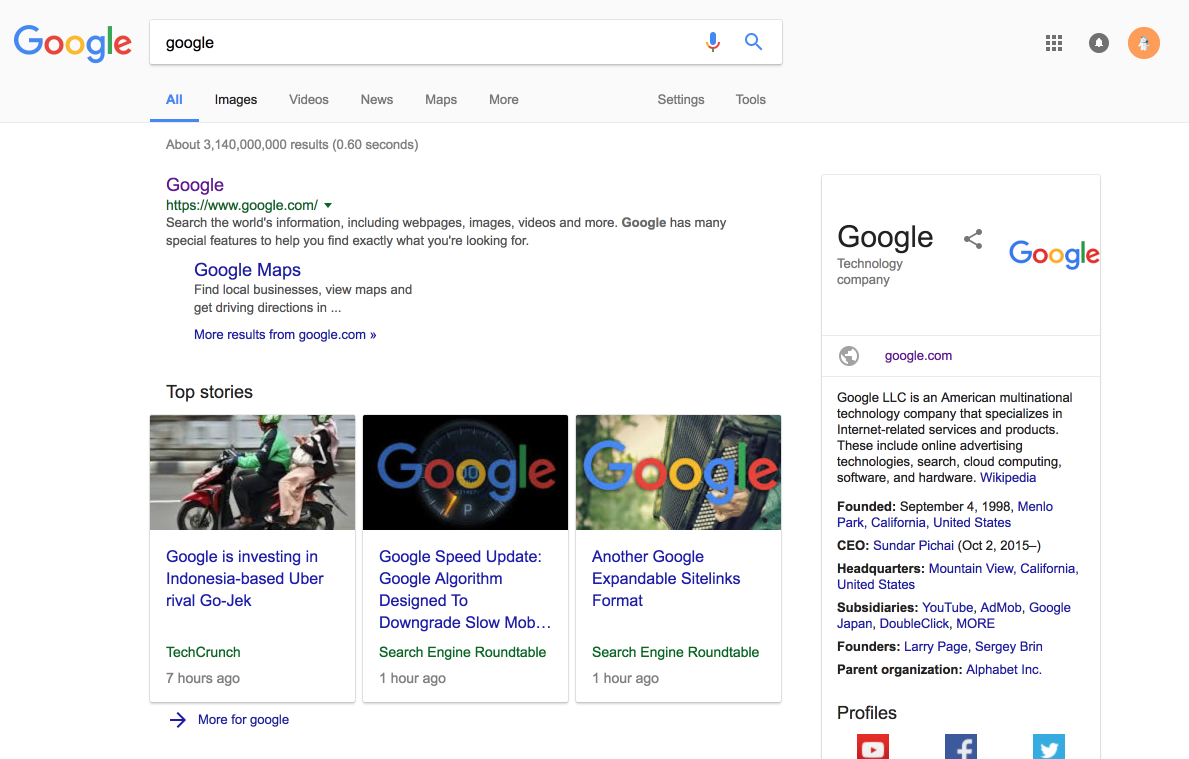 Google
google
All Images Videos News Maps More Settings Tools
About 3,140,000,000 results (0.60 seconds)
Google
https://www.google.com/
Search the world's information, including webpages, images, videos and more. Google has many
special features to help you find exactly what you're looking for.
Google Maps
Find local businesses, view maps and
get driving directions in ...
More results from google.com »
Top stories
Google is investing in
Indonesia-based Uber
rival Go-Jek
TechCrunch
7 hours ago
Google
P
Google Speed Update:
Google Algorithm
Designed To
Downgrade Slow Mob…
Search Engine Roundtable
1 hour ago
Google
Another Google
Expandable Sitelinks
Format
Search Engine Roundtable
1 hour ago
More for google
Google
Technology
company
Google
google.com
Google LLC is an American multinational
technology company that specializes in
Internet-related services and products.
These include online advertising
technologies, search, cloud computing,
software, and hardware. Wikipedia
Founded: September 4, 1998, Menlo
Park, California, United States
CEO: Sundar Pichai (Oct 2, 2015–)
Headquarters: Mountain View, California,
United States
Subsidiaries: YouTube, AdMob, Google
Japan, DoubleClick, MORE
Founders: Larry Page, Sergey Brin
Parent organization: Alphabet Inc.
Profiles